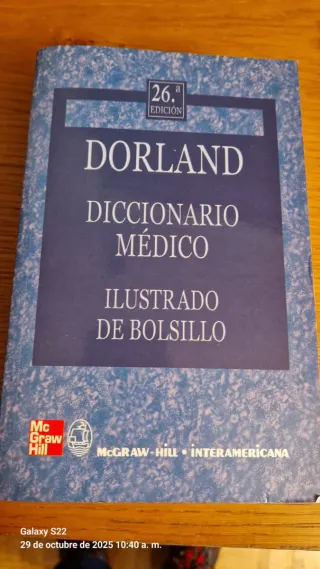 26.ª
EDICIÓN
DORLAND
DICCIONARIO
MÉDICO
ILUSTRADO
DE BOLSILLO
Mc
Graw
Hill
McGRAW-HILL • INTERAMERICANA
Galaxy S22
29 de octubre de 2025 10:40 a. m.